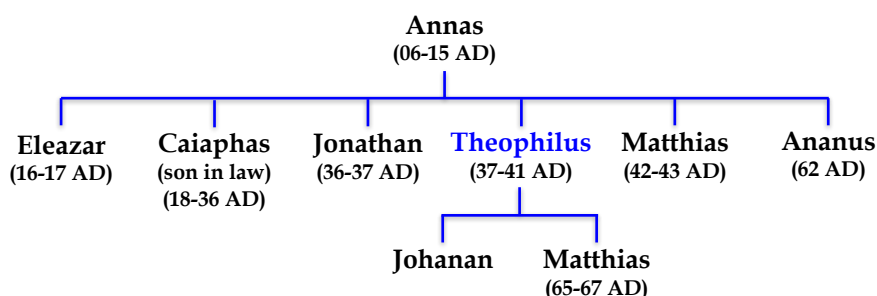 Annas
(06-15 AD)
Eleazar
(16-17 AD)
Caiaphas
(son in law)
(18-36 AD)
Jonathan
(36-37 AD)
Theophilus
(37-41 AD)
Matthias
(42-43 AD)
Ananus
(62 AD)
Johanan
Matthias
(65-67 AD)